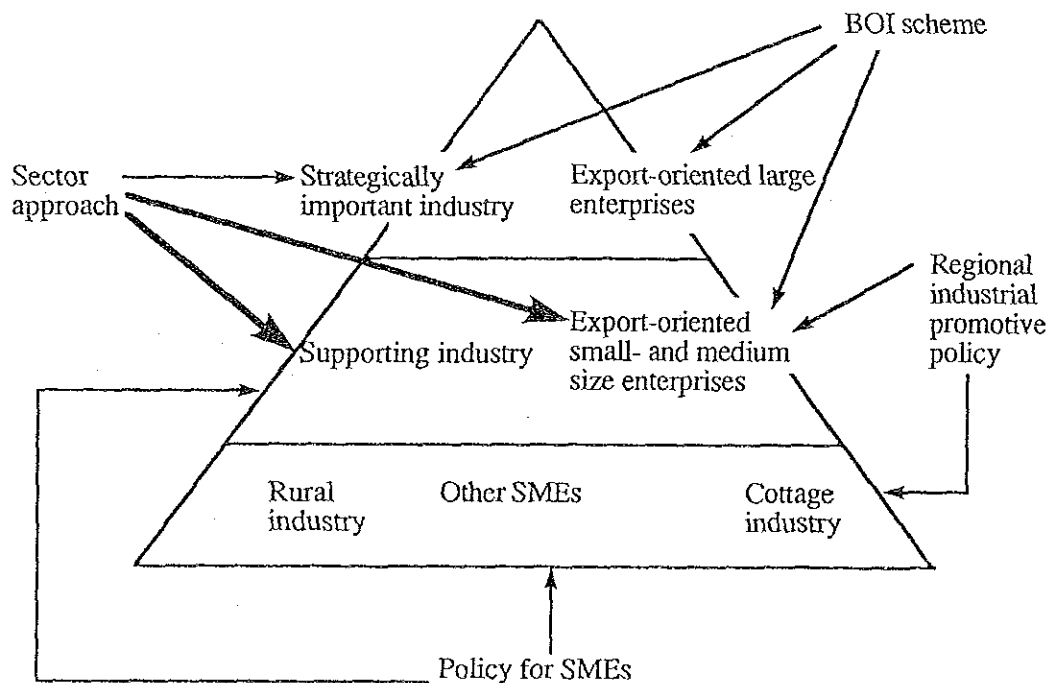 BOI scheme
Sector
approach
Strategically
important industry
Export-oriented large
enterprises
Regional
industrial
promotive
policy
Supporting industry
Export-oriented
small- and medium
size enterprises
Rural
industry
Other SMEs
Cottage
industry
Policy for SMEs